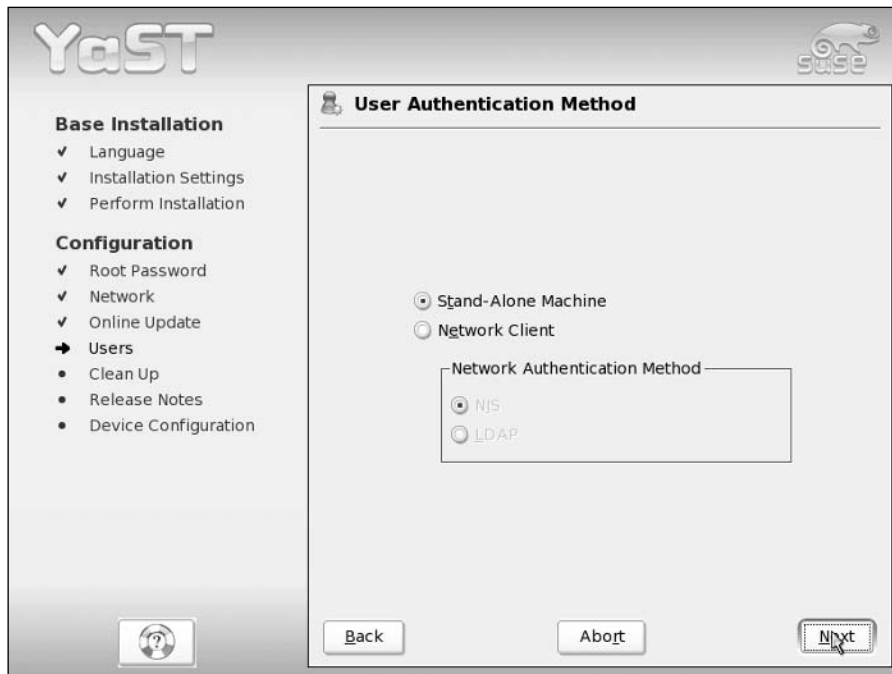 YaST
SUSE
Base Installation
Language
Installation Settings
Perform Installation
Configuration
Root Password
Network
Online Update
Users
Clean Up
Release Notes
Device Configuration
User Authentication Method
Stand-Alone Machine
Network Client
Network Authentication Method
NIS
LDAP
?
Back
Abort
Next